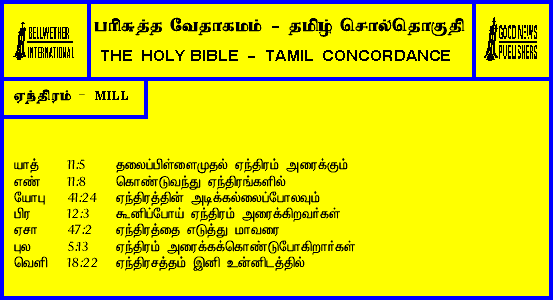 BELLWETHER
INTERNATIONAL
பரிசுத்த வேதாகமம் - தமிழ் சொல்தொகுதி
THE HOLY BIBLE - TAMIL CONCORDANCE
GOOD NEWS
PUBLISHERS
ஏந்திரம் - MILL
யாத் 11:5 தலைப்பிள்ளைமுதல் ஏந்திரம் அரைக்கும்
எண் 11:8 கொண்டுவந்து ஏந்திரங்களில்
யோபு 41:24 ஏந்திரத்தின் அடிக்கல்லைப்போலவும்
பிர 12:3 கூனிப்போய் ஏந்திரம் அரைக்கிறவர்கள்
ஏசா 47:2 ஏந்திரத்தை எடுத்து மாவரை
புல 5:13 ஏந்திரம் அரைக்கக்கொண்டுபோகிறார்கள்
வெளி 18:22 ஏந்திரசத்தம் இனி உன்னிடத்தில்